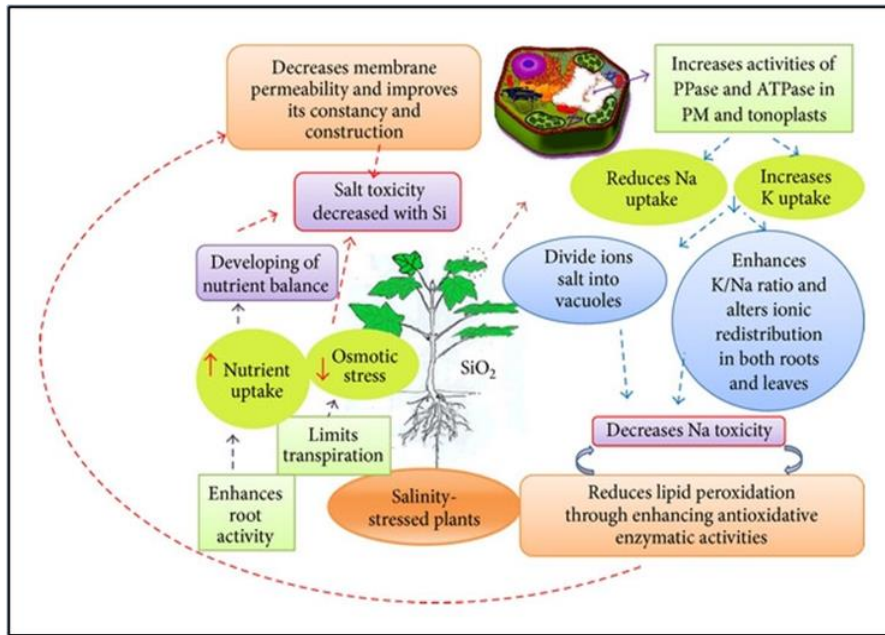 Decreases membrane
permeability and improves
its constancy and
construction
Increases activities of
PPase and ATPase in
PM and tonoplasts
Salt toxicity
decreased with Si
Reduces Na
uptake
Increases
K uptake
Developing of
nutrient balance
Divide ions
salt into
vacuoles
Enhances
K/Na ratio and
alters ionic
redistribution
in both roots
and leaves
↑ Nutrient
uptake
↓ Osmotic
stress
SiO₂
Limits
transpiration
Decreases Na toxicity
Enhances
root
activity
Salinity-
stressed plants
Reduces lipid peroxidation
through enhancing antioxidative
enzymatic activities